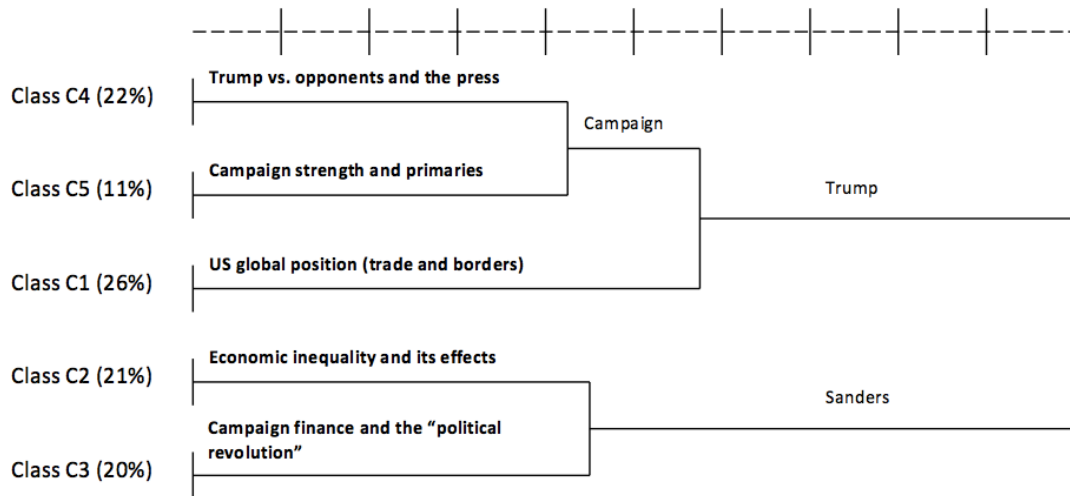 Trump vs. opponents and the press
Class C4 (22%)
Campaign
Campaign strength and primaries
Class C5 (11%)
Trump
US global position (trade and borders)
Class C1 (26%)
Economic inequality and its effects
Class C2 (21%)
Sanders
Campaign finance and the “political
revolution”
Class C3 (20%)